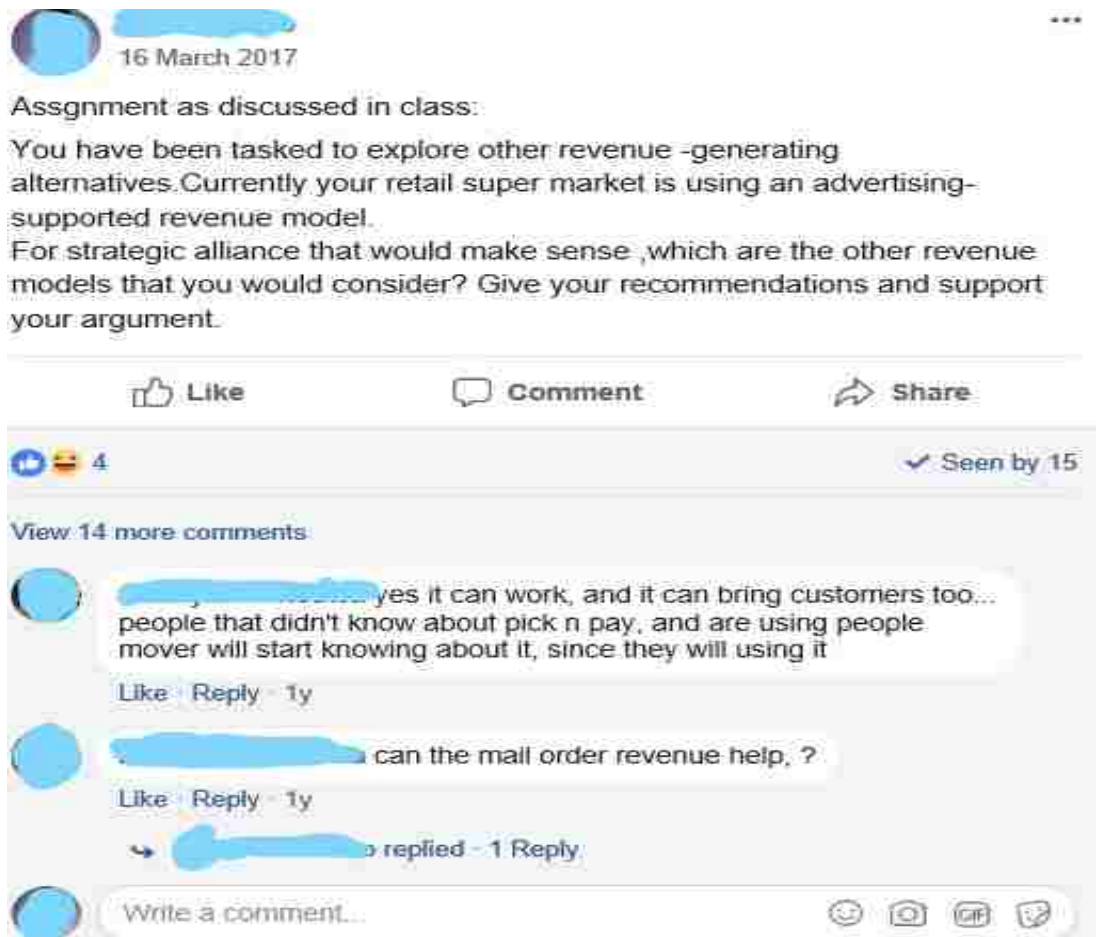 16 March 2017
Assgnment as discussed in class:
You have been tasked to explore other revenue -generating
alternatives.Currently your retail super market is using an advertising-
supported revenue model.
For strategic alliance that would make sense ,which are the other revenue
models that you would consider? Give your recommendations and support
your argument.
Like Comment Share
4 Seen by 15
View 14 more comments
yes it can work, and it can bring customers too...
people that didn't know about pick n pay, and are using people
mover will start knowing about it, since they will using it
Like · Reply · 1y
can the mail order revenue help, ?
Like · Reply · 1y
replied · 1 Reply
Write a comment...
GIF